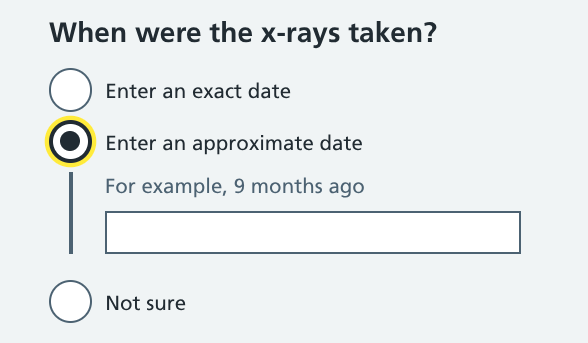 When were the x-rays taken?
Enter an exact date
Enter an approximate date
For example, 9 months ago
Not sure